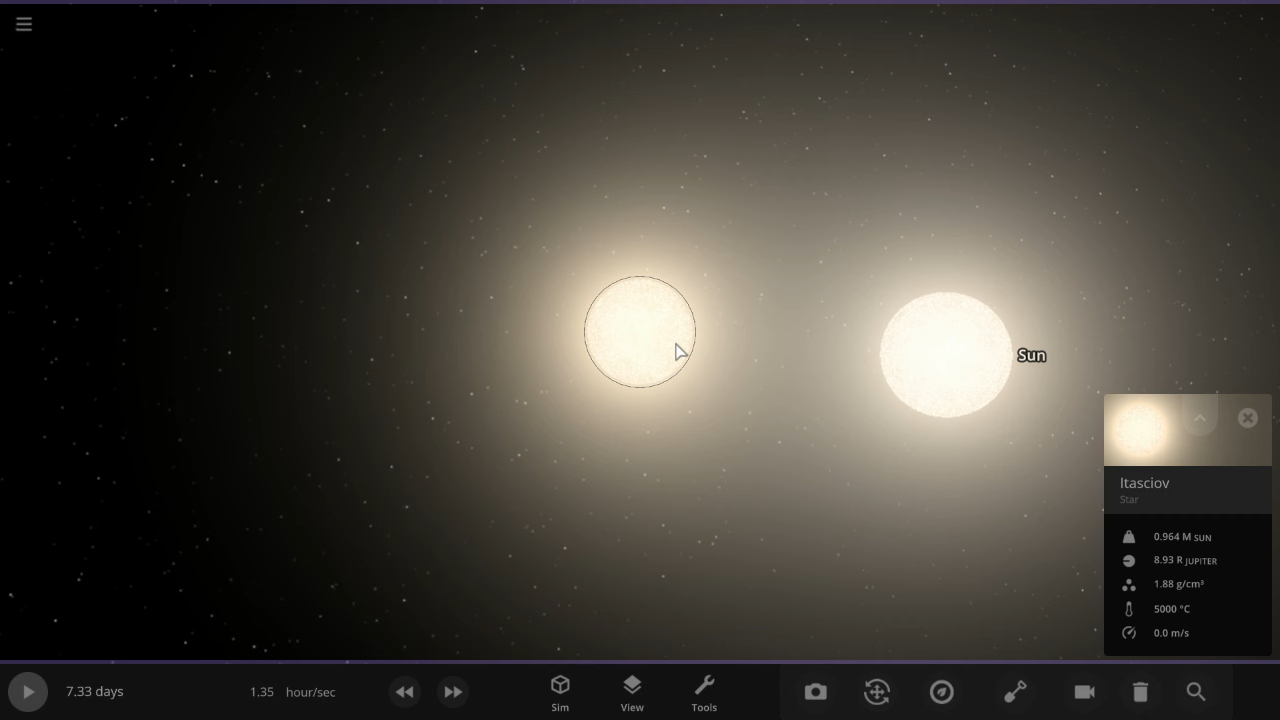 Sun
Itasciov
Star
0.964 M SUN
8.93 R JUPITER
1.88 g/cm³
5000 °C
0.0 m/s
7.33 days
1.35 hour/sec
Sim
View
Tools